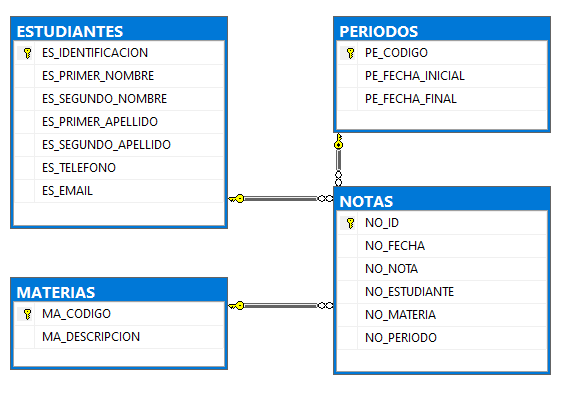 ESTUDIANTES
ES_IDENTIFICACION
ES_PRIMER_NOMBRE
ES_SEGUNDO_NOMBRE
ES_PRIMER_APELLIDO
ES_SEGUNDO_APELLIDO
ES_TELEFONO
ES_EMAIL
PERIODOS
PE_CODIGO
PE_FECHA_INICIAL
PE_FECHA_FINAL
MATERIAS
MA_CODIGO
MA_DESCRIPCION
NOTAS
NO_ID
NO_FECHA
NO_NOTA
NO_ESTUDIANTE
NO_MATERIA
NO_PERIODO